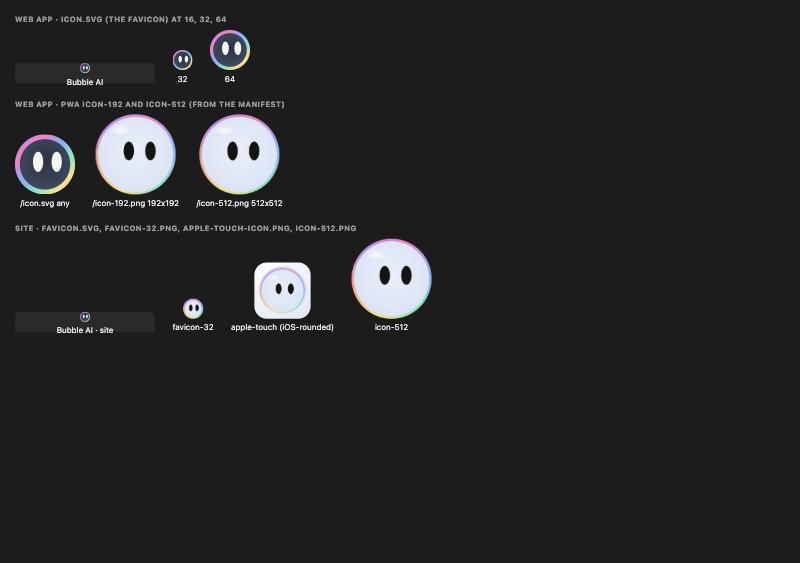 WEB APP · ICON.SVG (THE FAVICON) AT 16, 32, 64
Bubble AI
32
64
WEB APP · PWA ICON-192 AND ICON-512 (FROM THE MANIFEST)
/icon.svg any
/icon-192.png 192x192
/icon-512.png 512x512
SITE · FAVICON.SVG, FAVICON-32.PNG, APPLE-TOUCH-ICON.PNG, ICON-512.PNG
Bubble AI · site
favicon-32
apple-touch (iOS-rounded)
icon-512